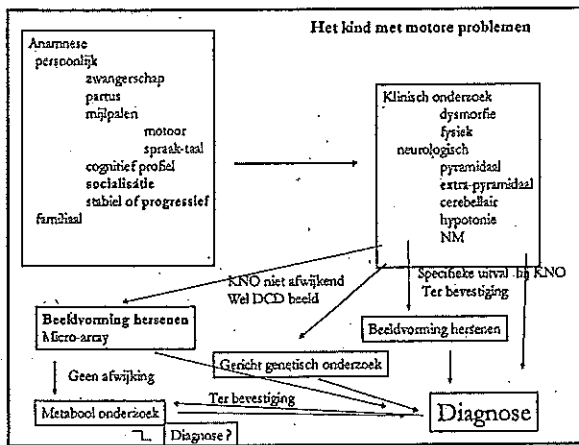 Het kind met motore problemen
Anamnese
persoonlijk
zwangerschap
partus
mijlpalen
motoor
spraak-taal
cognitief profiel
socialisatie
stabiel of progressief
familiaal
Klinisch onderzoek
dysmorfie
fysiek
neurologisch
pyramidaal
extra-pyramidaal
cerebellair
hypotonie
NM
KNO niet afwijkend
Wel DCD beeld
Specifieke uitval bij KNO
Ter bevestiging
Beeldvorming hersenen
Micro-array
Beeldvorming hersenen
Gericht genetisch onderzoek
Geen afwijking
Ter bevestiging
Metabool onderzoek
Diagnose
Diagnose?